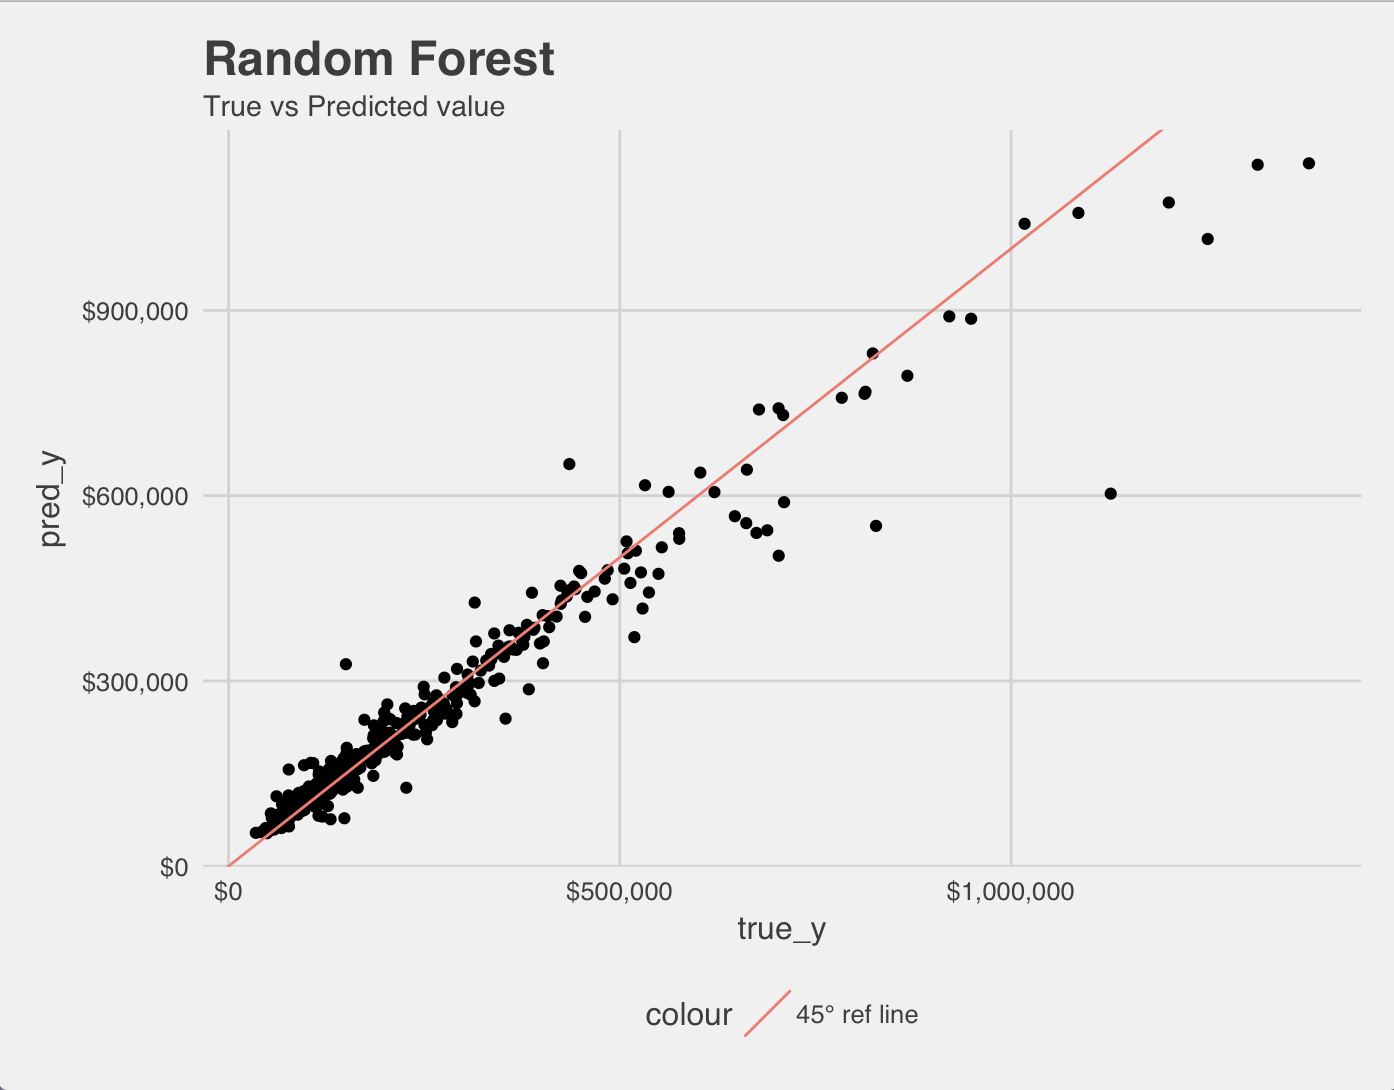 Random Forest
True vs Predicted value
pred_y
$900,000
$600,000
$300,000
$0
$0 $500,000 $1,000,000
true_y
colour 45° ref line